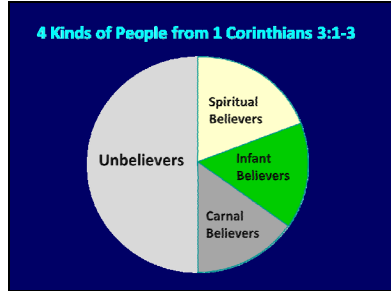 4 Kinds of People from 1 Corinthians 3:1-3
Spiritual
Believers
Unbelievers
Infant
Believers
Carnal
Believers